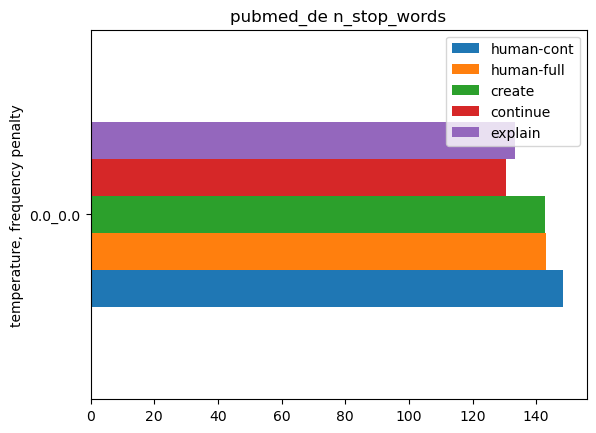 pubmed_de n_stop_words
human-cont
human-full
create
continue
explain
temperature, frequency penalty
0.0_0.0
0 20 40 60 80 100 120 140